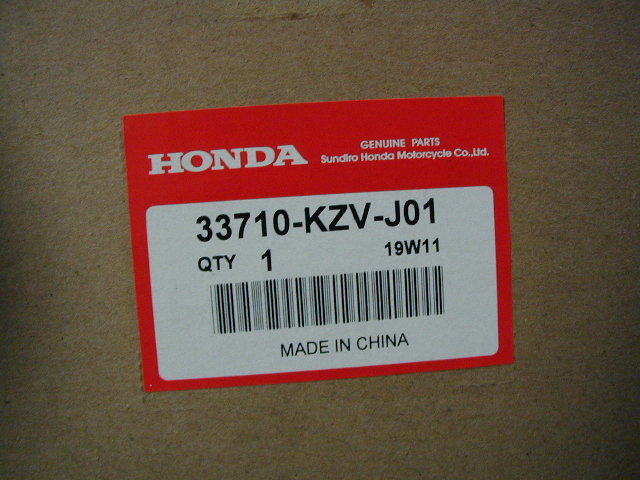 HONDA
GENUINE PARTS
Sundiro Honda Motorcycle Co.,Ltd.
33710-KZV-J01
QTY 1 19W11
MADE IN CHINA